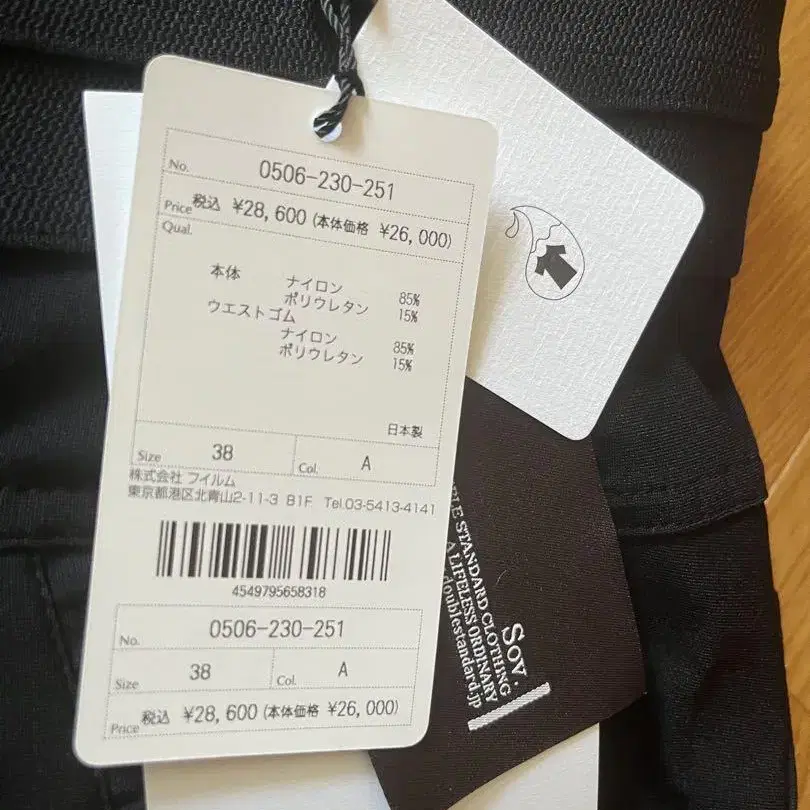 No. 0506-230-251
Price 税込 ¥28,600 (本体価格 ¥26,000)
Qual.
本体 ナイロン 85%
ポリウレタン 15%
ウエストゴム
ナイロン 85%
ポリウレタン 15%
日本製
Size 38 Col. A
株式会社 フイルム
東京都港区北青山2-11-3 B1F Tel.03-5413-4141
4549795658318
No. 0506-230-251
Size 38 Col. A
Price 税込 ¥28,600 (本体価格 ¥26,000)
Sov.
STANDARD CLOTHING
A LIFELESS ORDINARY
doublestandard.jp